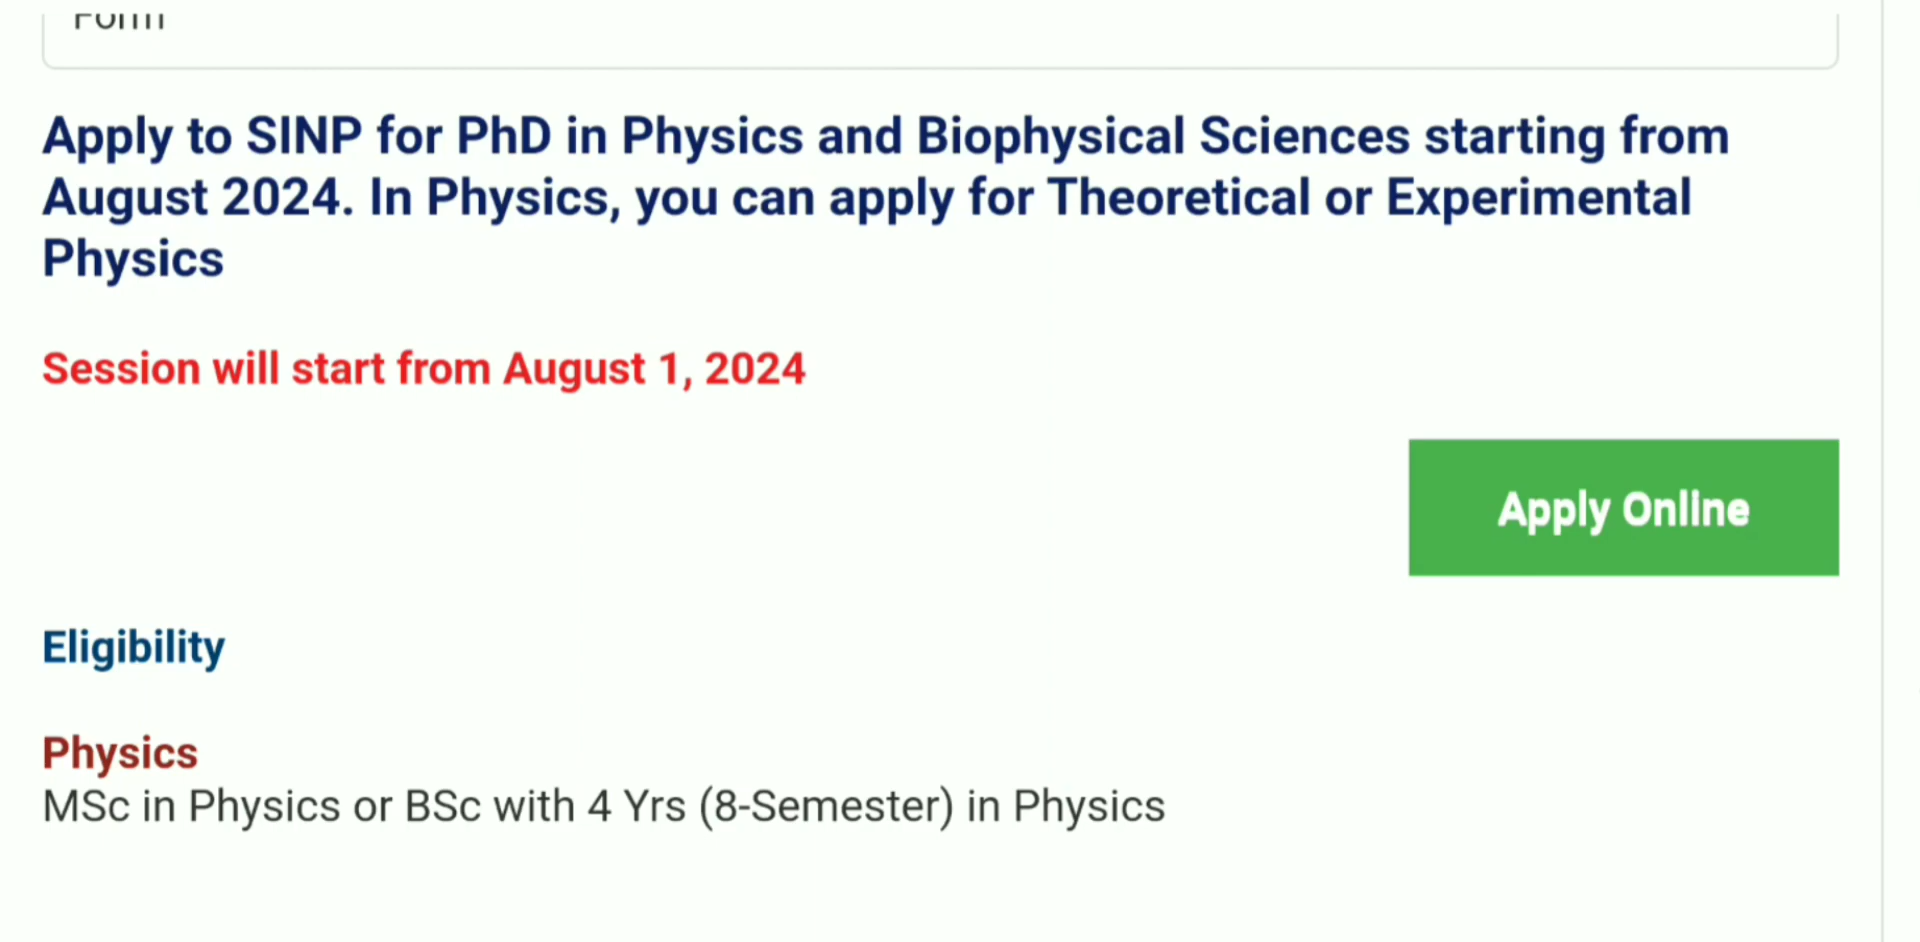 Form
Apply to SINP for PhD in Physics and Biophysical Sciences starting from
August 2024. In Physics, you can apply for Theoretical or Experimental
Physics
Session will start from August 1, 2024
Apply Online
Eligibility
Physics
MSc in Physics or BSc with 4 Yrs (8-Semester) in Physics